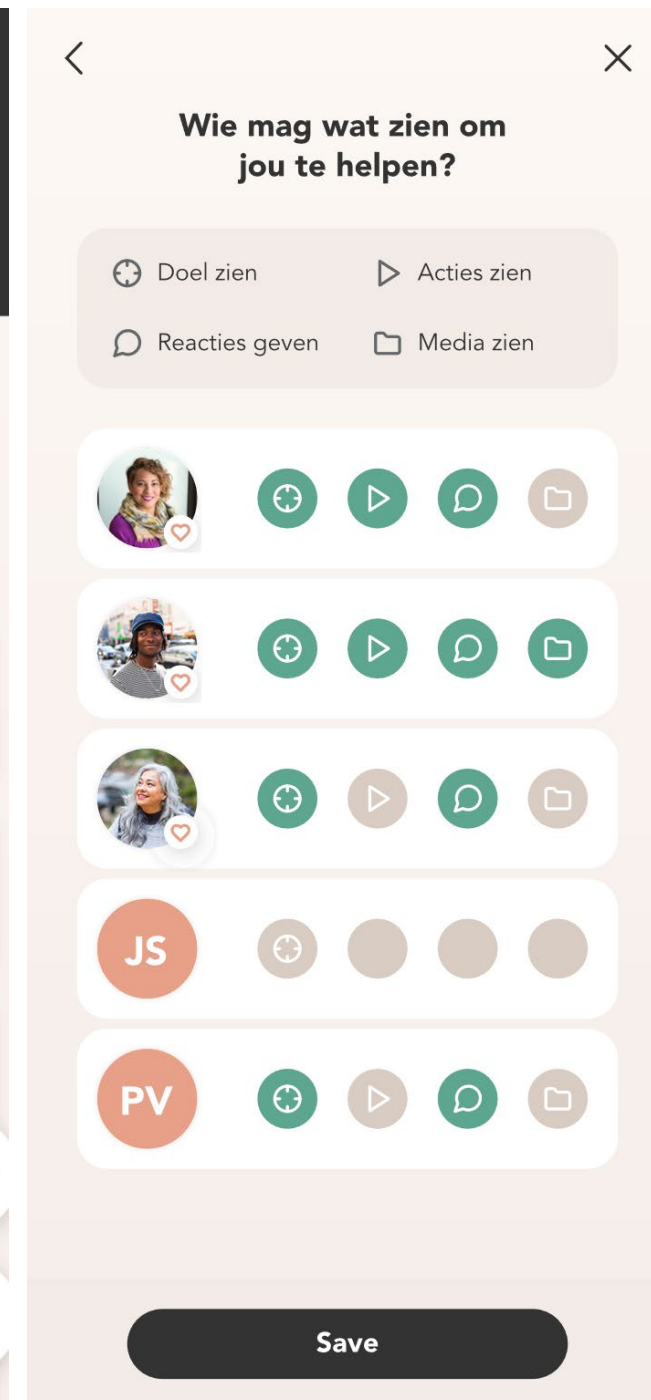 Wie mag wat zien om
jou te helpen?
Doel zien
Acties zien
Reacties geven
Media zien
JS
PV
Save